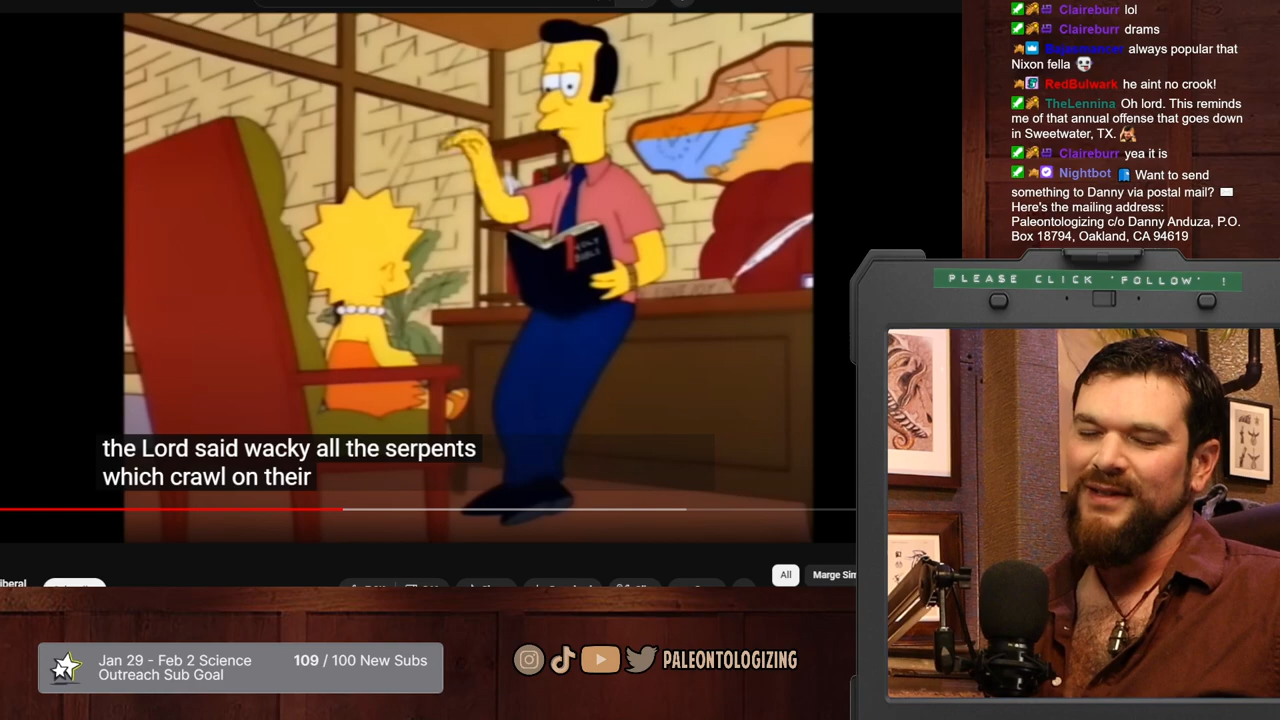 Claireburr lol
Claireburr drams
always popular that
Nixon fella
RedBulwark he aint no crook!
TheLennina Oh lord. This reminds
me of that annual offense that goes down
in Sweetwater, TX.
Claireburr yea it is
Nightbot Want to send
something to Danny via postal mail?
Here's the mailing address:
Paleontologizing c/o Danny Anduza, P.O.
Box 18794, Oakland, CA 94619
PLEASE CLICK "FOLLOW" !
HOLY
BIBLE
the Lord said wacky all the serpents
which crawl on their
iberal
All
Marge Sim
Jan 29 - Feb 2 Science
Outreach Sub Goal
109 / 100 New Subs
PALEONTOLOGIZING